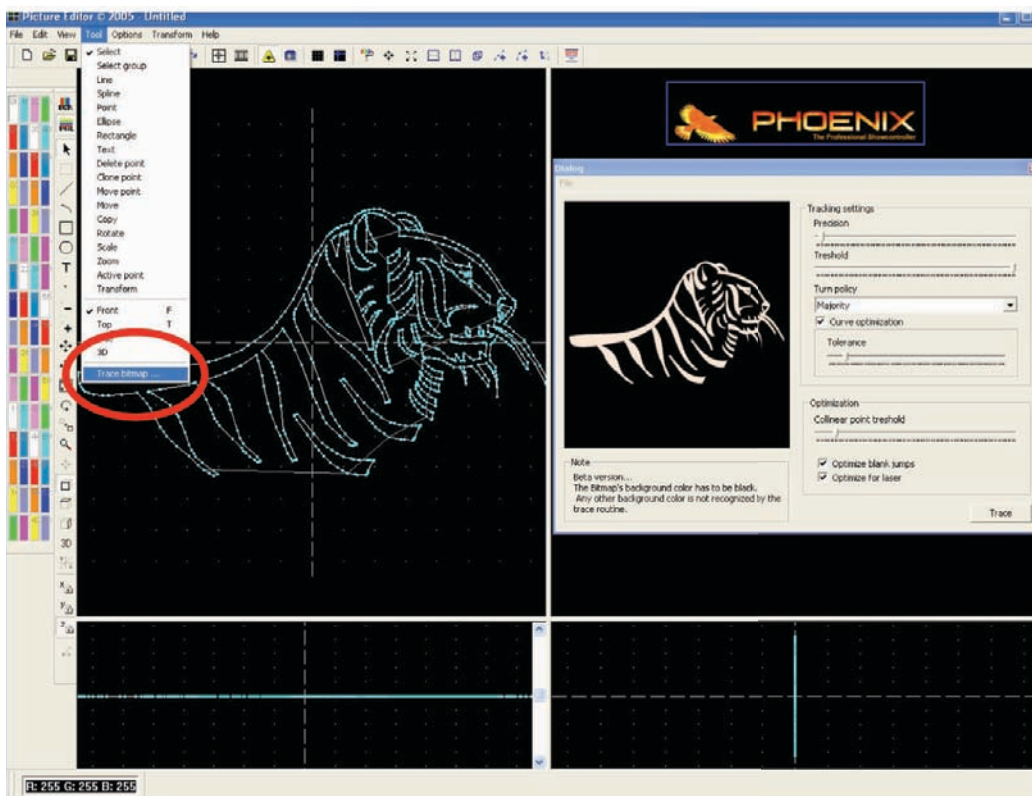 Picture Editor © 2005 - Untitled
File Edit View Tool Options Transform Help
Select
Select group
Line
Spline
Point
Ellipse
Rectangle
Text
Delete point
Clone point
Move point
Move
Copy
Rotate
Scale
Zoom
Active point
Transform
Front F
Top T
3D
Trace bitmap ...
T
3D
PHOENIX
The Professional Showcontroller
Dialog
File
Tracking settings
Precision
Treshold
Turn policy
Majority
Curve optimization
Tolerance
Optimization
Collinear point treshold
Optimize blank jumps
Optimize for laser
Note
Beta version...
The Bitmap's background color has to be black.
Any other background color is not recognized by the
trace routine.
Trace
R: 255 G: 255 B: 255